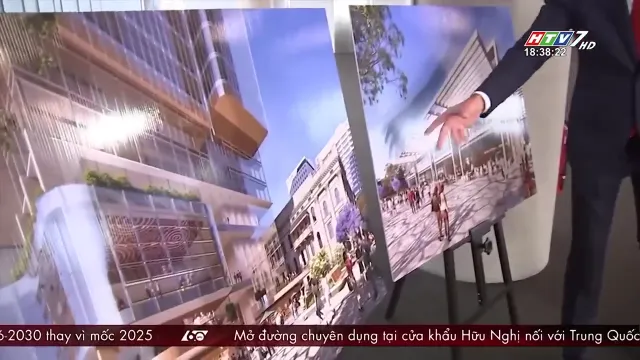 HTV7 HD
18:38:22
6-2030 thay vì mốc 2025 60 Mở đường chuyên dụng tại cửa khẩu Hữu Nghị nối với Trung Quốc